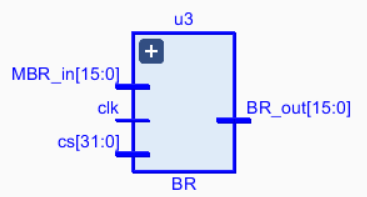 u3
MBR_in[15:0]
clk
cs[31:0]
BR_out[15:0]
BR